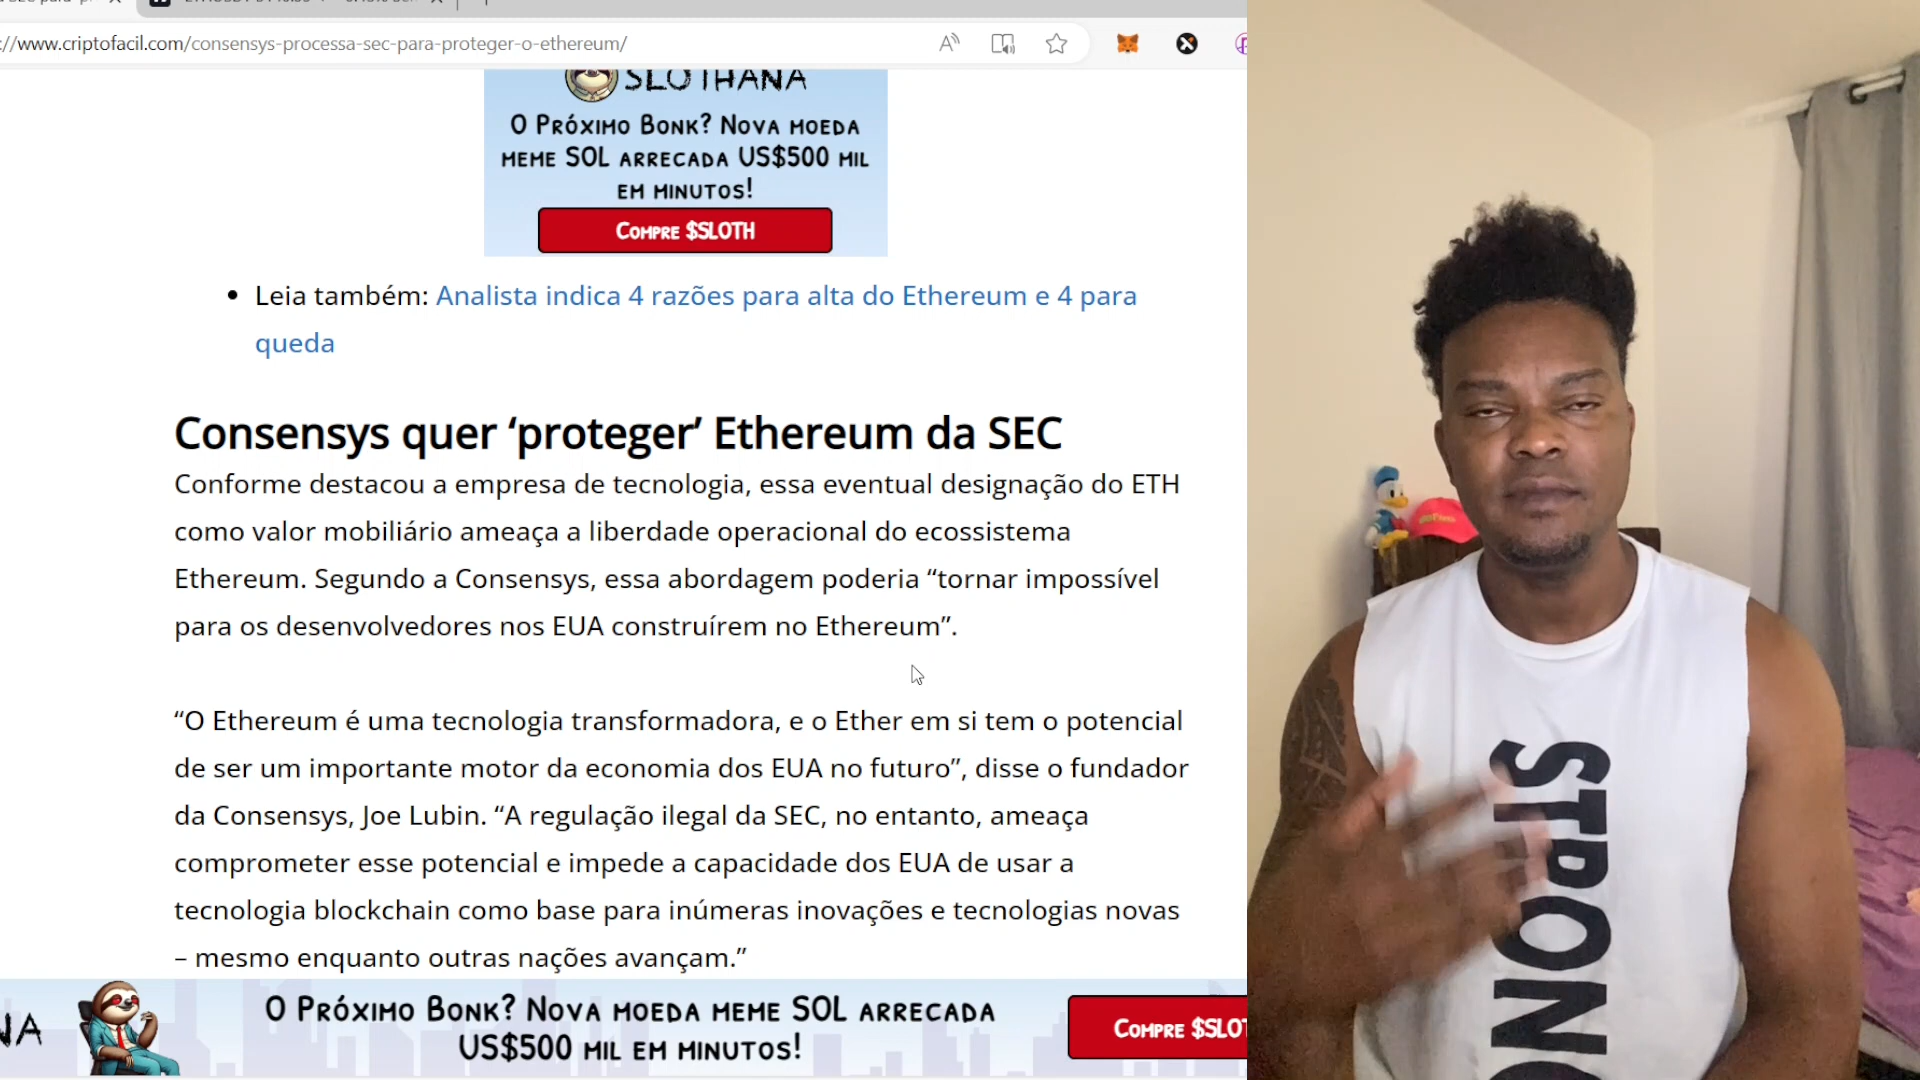 ://www.criptofacil.com/consensys-processa-sec-para-proteger-o-ethereum/
SLOTHANA
O Próximo Bonk? Nova moeda
meme SOL arrecada US$500 mil
em minutos!
Compre $SLOTH
• Leia também: Analista indica 4 razões para alta do Ethereum e 4 para
queda
Consensys quer ‘proteger’ Ethereum da SEC
Conforme destacou a empresa de tecnologia, essa eventual designação do ETH
como valor mobiliário ameaça a liberdade operacional do ecossistema
Ethereum. Segundo a Consensys, essa abordagem poderia “tornar impossível
para os desenvolvedores nos EUA construírem no Ethereum”.
“O Ethereum é uma tecnologia transformadora, e o Ether em si tem o potencial
de ser um importante motor da economia dos EUA no futuro”, disse o fundador
da Consensys, Joe Lubin. “A regulação ilegal da SEC, no entanto, ameaça
comprometer esse potencial e impede a capacidade dos EUA de usar a
tecnologia blockchain como base para inúmeras inovações e tecnologias novas
– mesmo enquanto outras nações avançam.”
NA
O Próximo Bonk? Nova moeda meme SOL arrecada
US$500 mil em minutos!
Compre $SLOT
STRONG